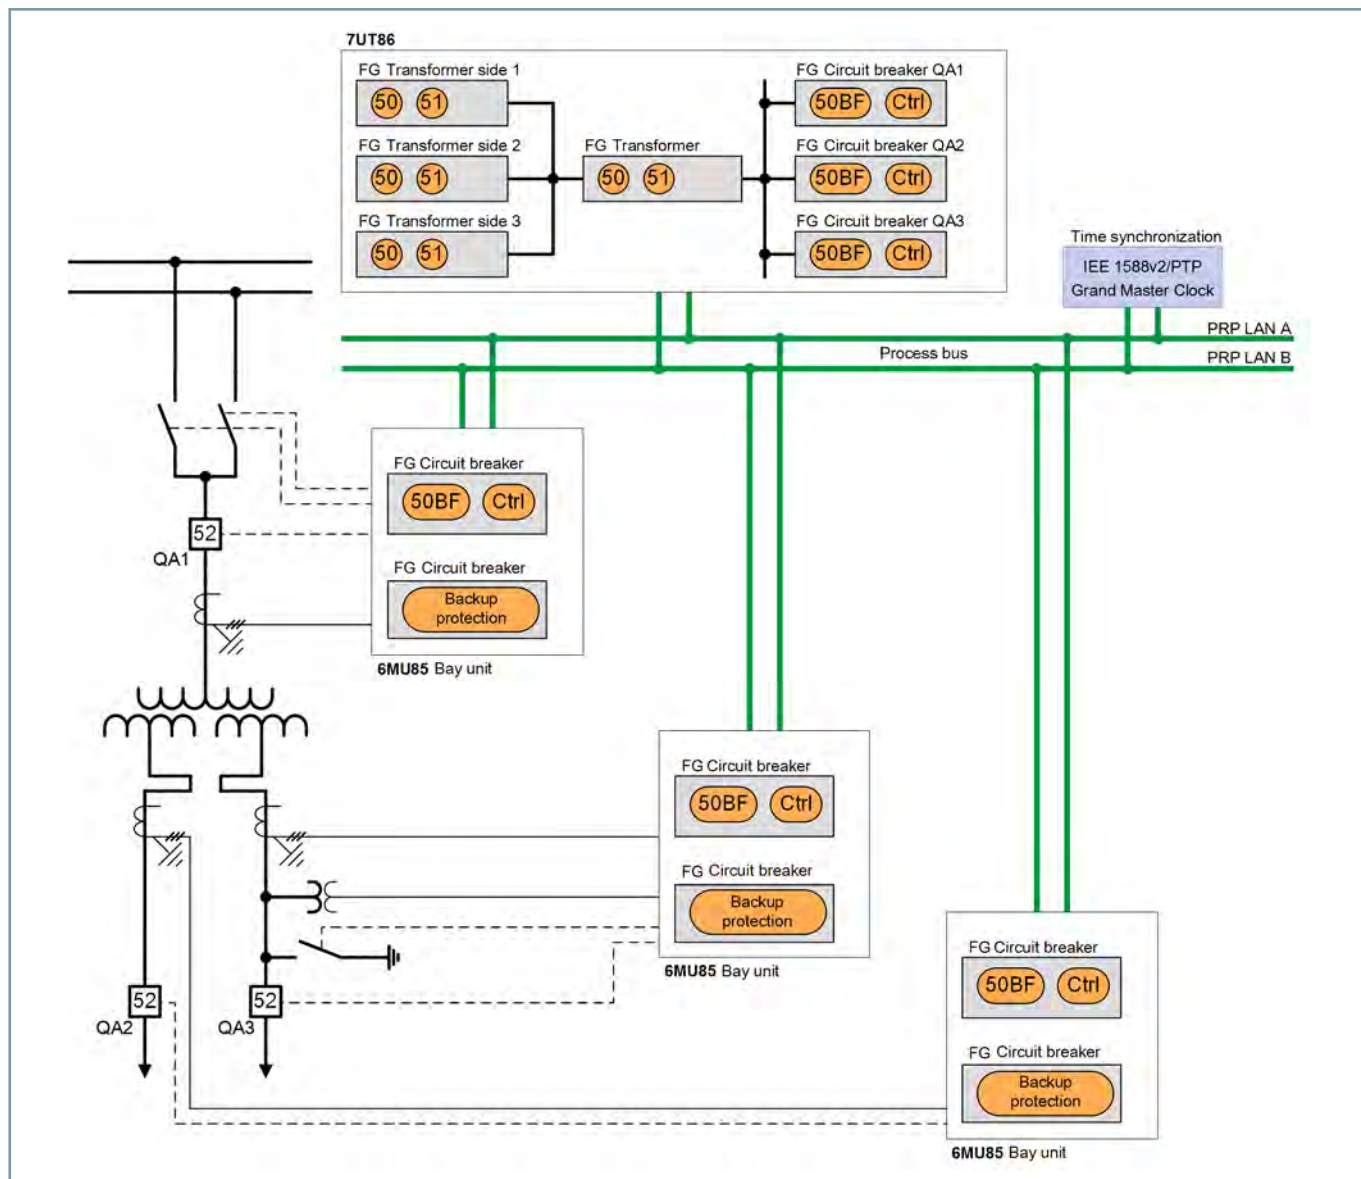 7UT86
FG Transformer side 1
50 51
FG Transformer side 2
50 51
FG Transformer side 3
50 51
FG Transformer
50 51
FG Circuit breaker QA1
50BF Ctrl
FG Circuit breaker QA2
50BF Ctrl
FG Circuit breaker QA3
50BF Ctrl
Time synchronization
IEE 1588v2/PTP
Grand Master Clock
PRP LAN A
Process bus
PRP LAN B
FG Circuit breaker
50BF Ctrl
FG Circuit breaker
Backup
protection
6MU85 Bay unit
52
QA1
FG Circuit breaker
50BF Ctrl
FG Circuit breaker
Backup
protection
6MU85 Bay unit
FG Circuit breaker
50BF Ctrl
FG Circuit breaker
Backup
protection
6MU85 Bay unit
52
QA2
52
QA3